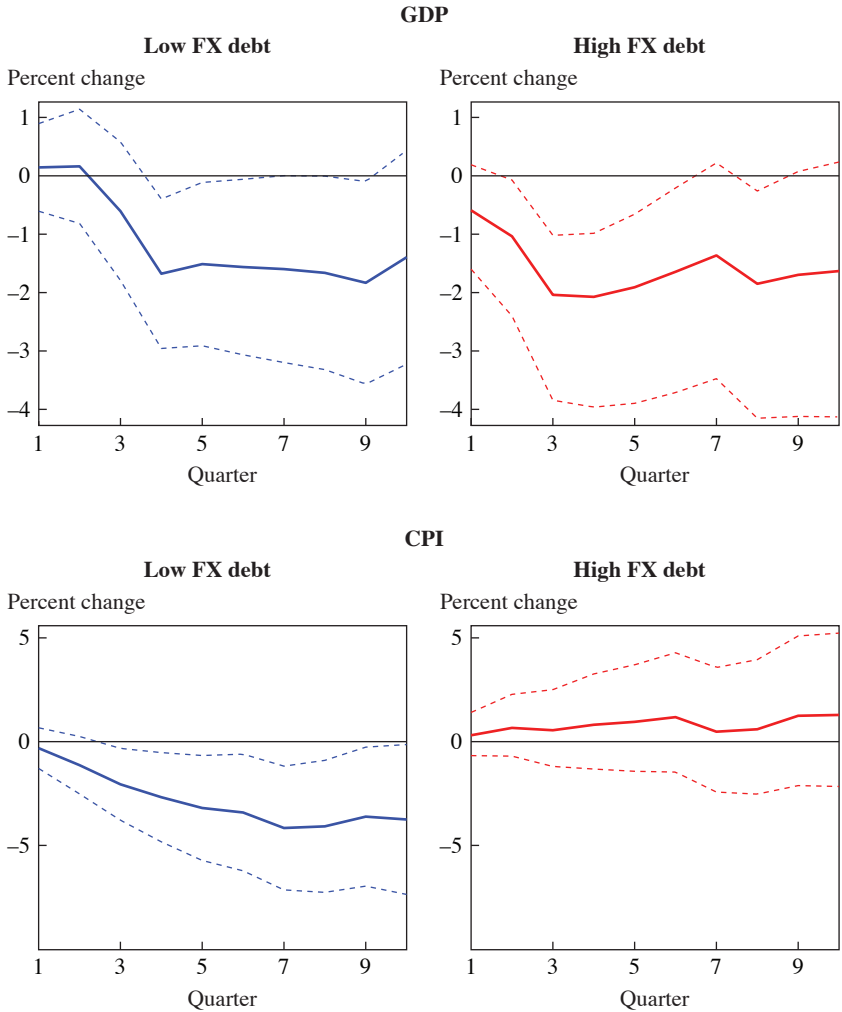 GDP
Low FX debt
High FX debt
Percent change
Percent change
1
0
–1
–2
–3
–4
1
0
–1
–2
–3
–4
1 3 5 7 9
1 3 5 7 9
Quarter
Quarter
CPI
Low FX debt
High FX debt
Percent change
Percent change
5
0
–5
5
0
–5
1 3 5 7 9
1 3 5 7 9
Quarter
Quarter